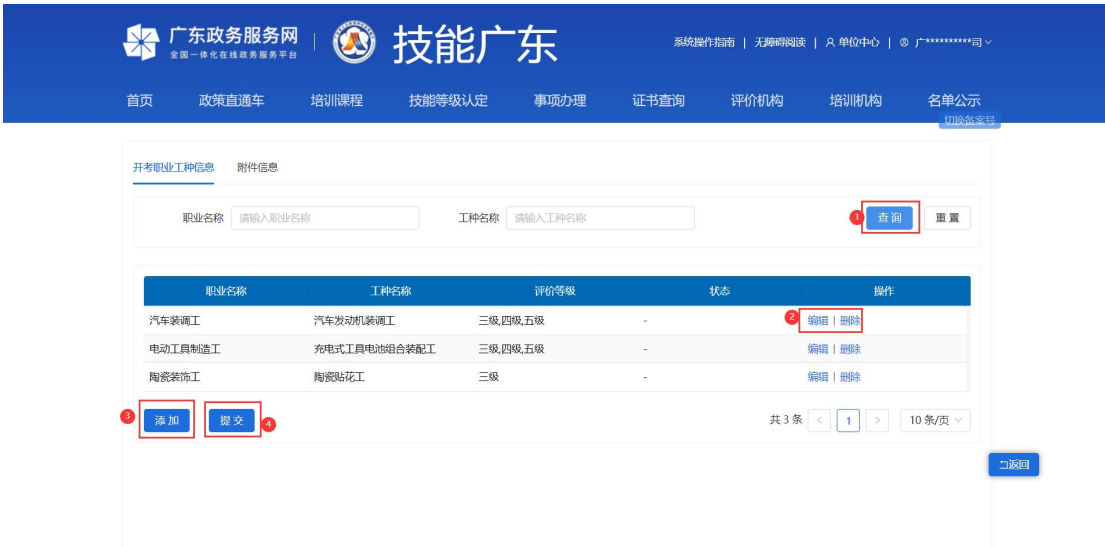 广东政务服务网
全国一体化在线政务服务平台
技能广东
系统操作指南 | 无障碍阅读 | 单位中心 | 广**********司
首页 政策直通车 培训课程 技能等级认定 事项办理 证书查询 评价机构 培训机构 名单公示
切换备案号
开考职业工种信息 附件信息
职业名称 请输入职业名称 工种名称 请输入工种名称 1 查询 重置
职业名称 工种名称 评价等级 状态 操作
汽车装调工 汽车发动机装调工 三级,四级,五级 - 2 编辑 | 删除
电动工具制造工 充电式工具电池组合装配工 三级,四级,五级 - 编辑 | 删除
陶瓷装饰工 陶瓷贴花工 三级 - 编辑 | 删除
3 添加 提交 4 共 3 条 < 1 > 10 条/页
返回